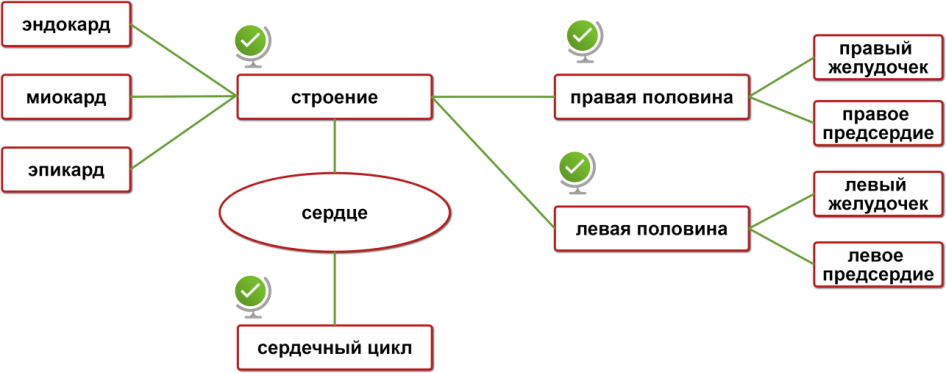 эндокард
миокард
эпикард
строение
сердце
сердечный цикл
правая половина
левая половина
правый
желудочек
правое
предсердие
левый
желудочек
левое
предсердие